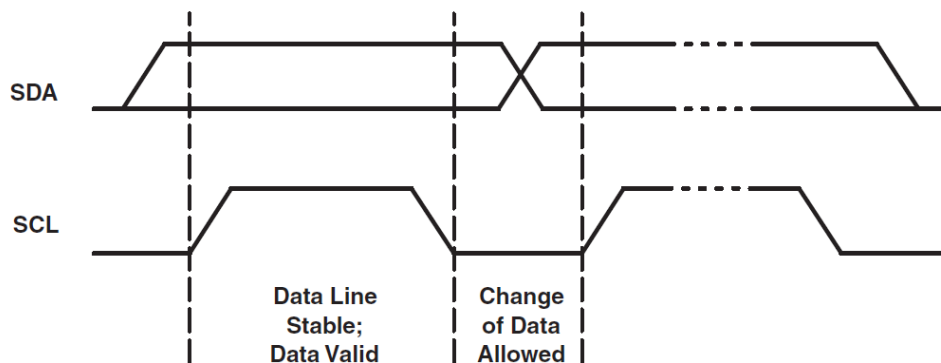 SDA
SCL
Data Line
Stable;
Data Valid
Change
of Data
Allowed